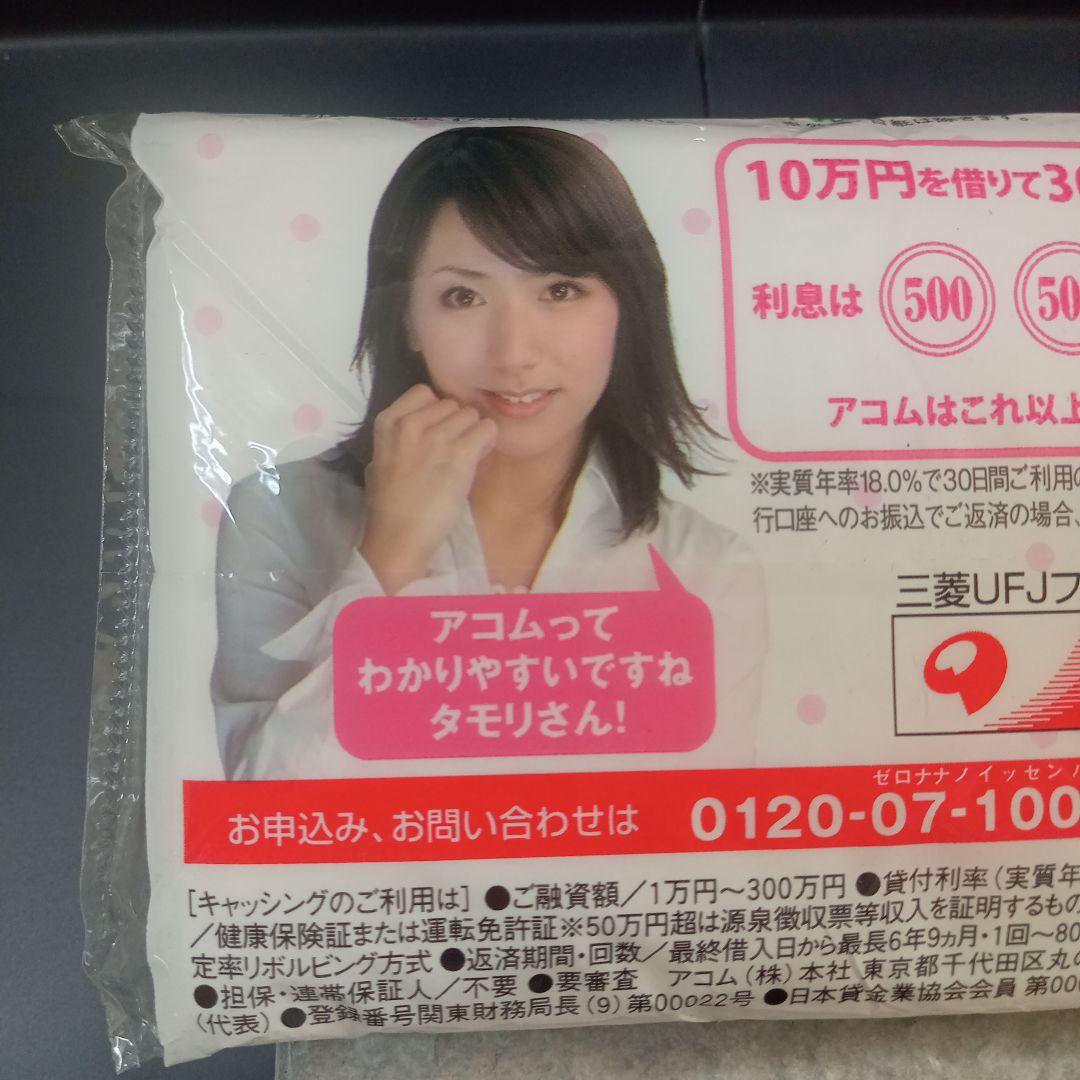 10万円を借りて30
利息は 500 50
アコムはこれ以上
※実質年率18.0%で30日間ご利用の
行口座へのお振込でご返済の場合、
三菱UFJフ
アコムって
わかりやすいですね
タモリさん!
ゼロナナノイッセン
お申込み、お問い合わせは 0120-07-100
[キャッシングのご利用は] ●ご融資額/1万円~300万円 ●貸付利率(実質年
/健康保険証または運転免許証※50万円超は源泉徴収票等収入を証明するもの
定率リボルビング方式 ●返済期間・回数/最終借入日から最長6年9ヵ月・1回~80
●担保・連帯保証人/不要 ●要審査 アコム(株)本社 東京都千代田区丸の
(代表) ●登録番号関東財務局長(9)第00022号 ●日本貸金業協会会員 第000